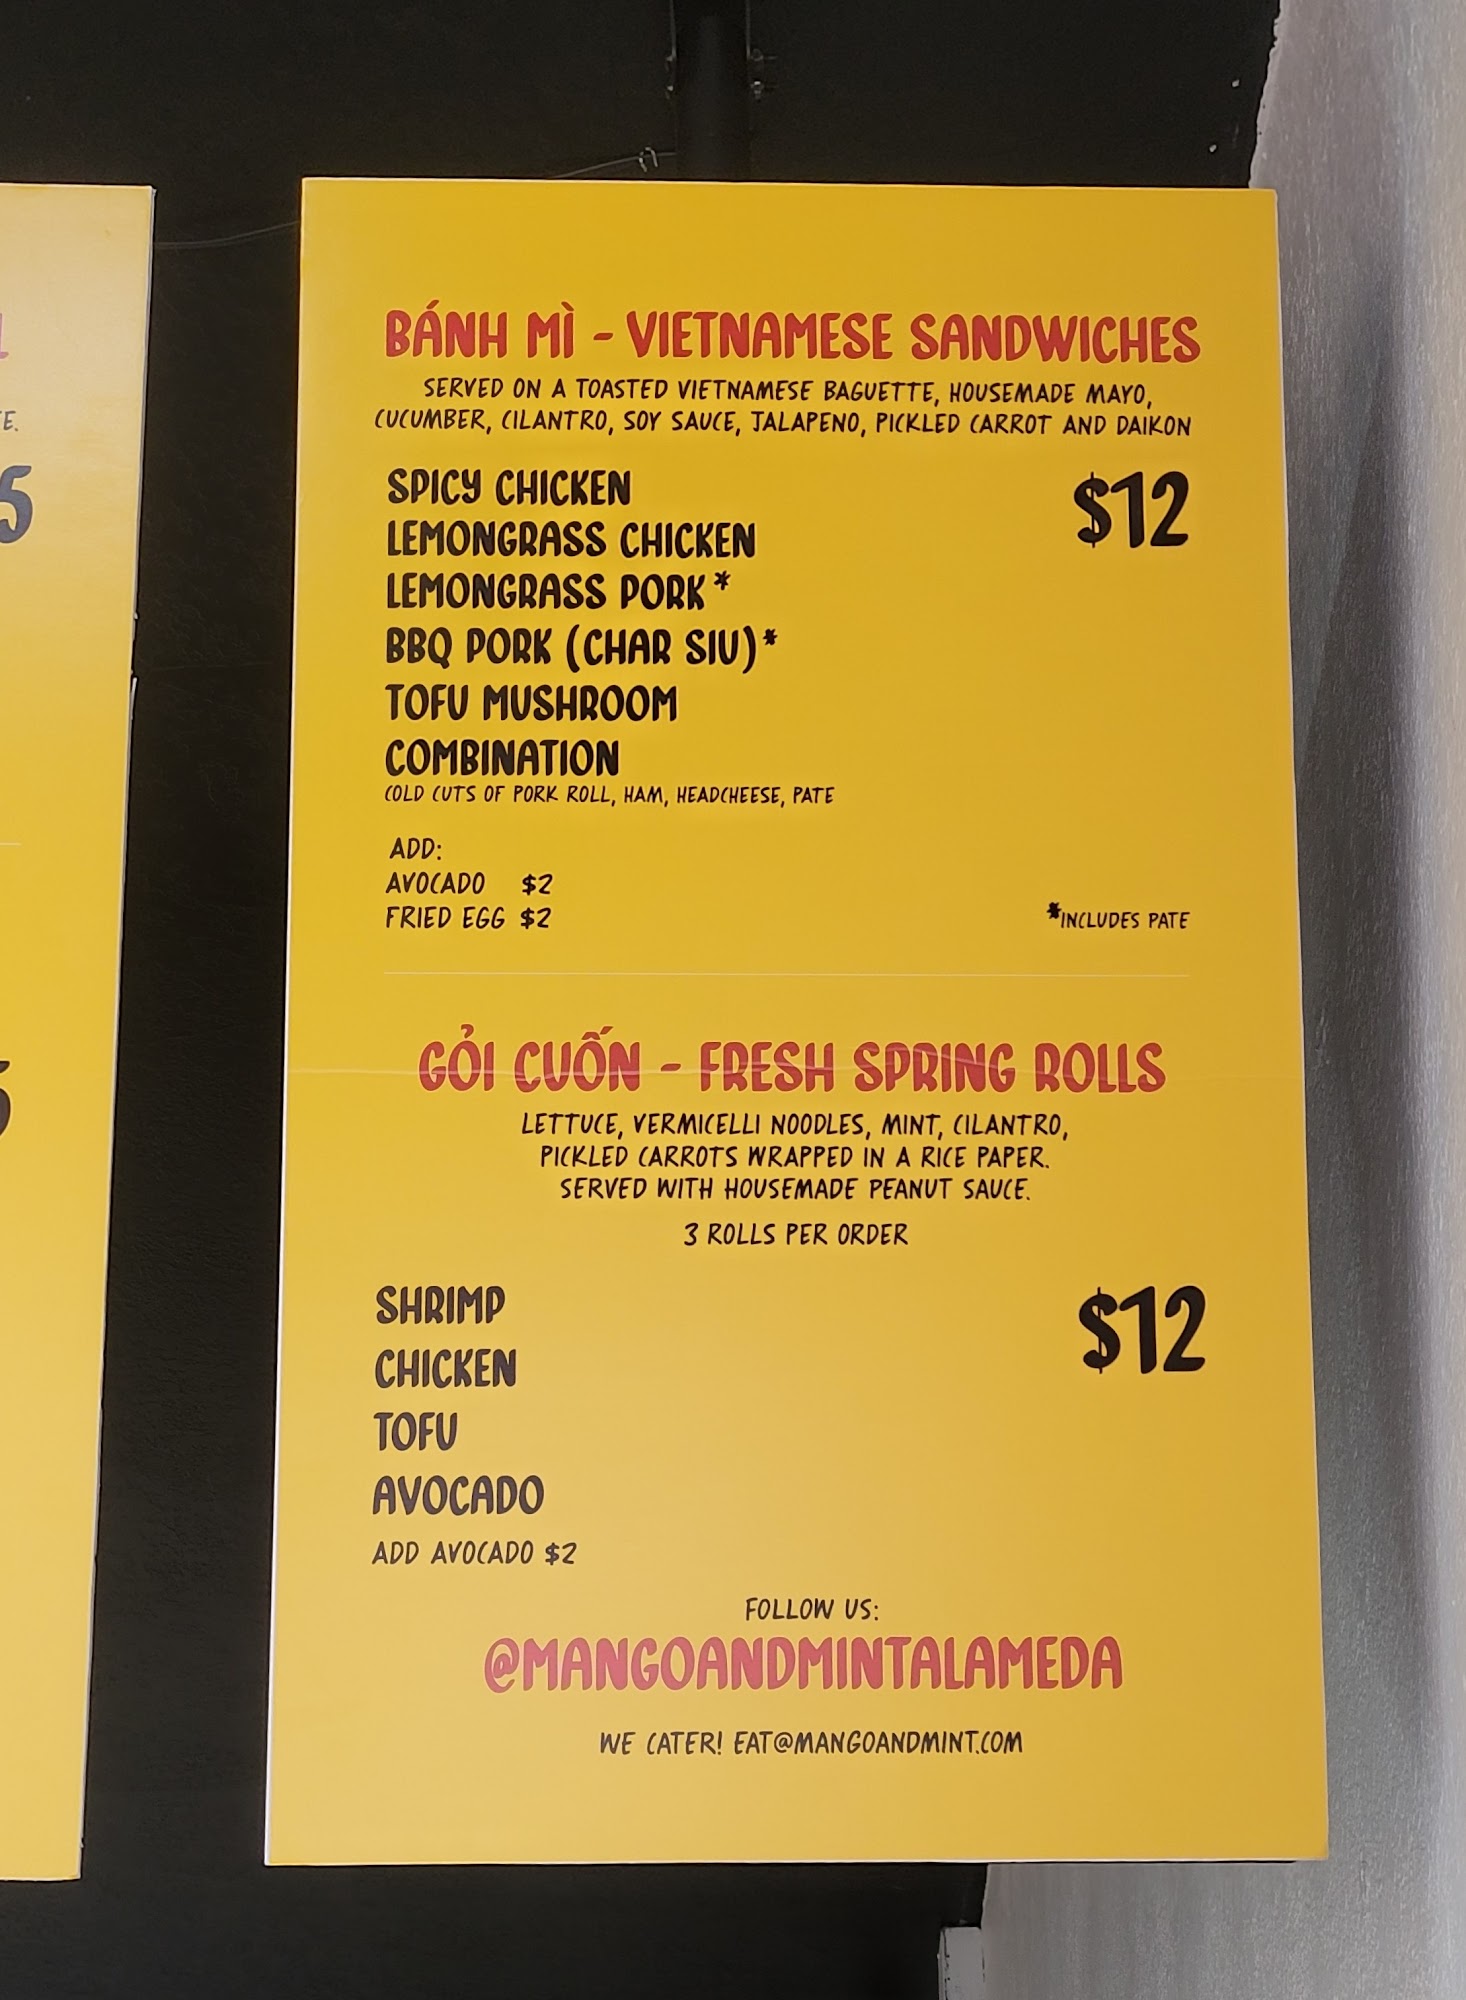 BÁNH MÌ - VIETNAMESE SANDWICHES
SERVED ON A TOASTED VIETNAMESE BAGUETTE, HOUSEMADE MAYO,
CUCUMBER, CILANTRO, SOY SAUCE, JALAPENO, PICKLED CARROT AND DAIKON
SPICY CHICKEN $12
LEMONGRASS CHICKEN
LEMONGRASS PORK*
BBQ PORK (CHAR SIU)*
TOFU MUSHROOM
COMBINATION
COLD CUTS OF PORK ROLL, HAM, HEADCHEESE, PATE
ADD:
AVOCADO $2
FRIED EGG $2
*INCLUDES PATE
GỎI CUỐN - FRESH SPRING ROLLS
LETTUCE, VERMICELLI NOODLES, MINT, CILANTRO,
PICKLED CARROTS WRAPPED IN A RICE PAPER.
SERVED WITH HOUSEMADE PEANUT SAUCE.
3 ROLLS PER ORDER
SHRIMP $12
CHICKEN
TOFU
AVOCADO
ADD AVOCADO $2
FOLLOW US:
@MANGOANDMINTALAMEDA
WE CATER! EAT@MANGOANDMINT.COM